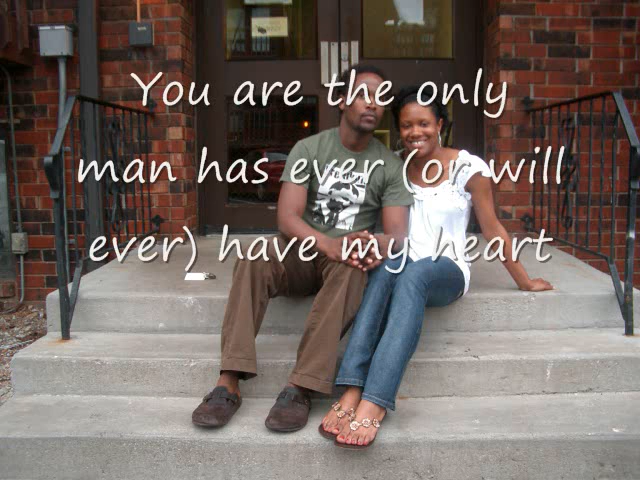 You are the only
man has ever (or will
ever) have my heart